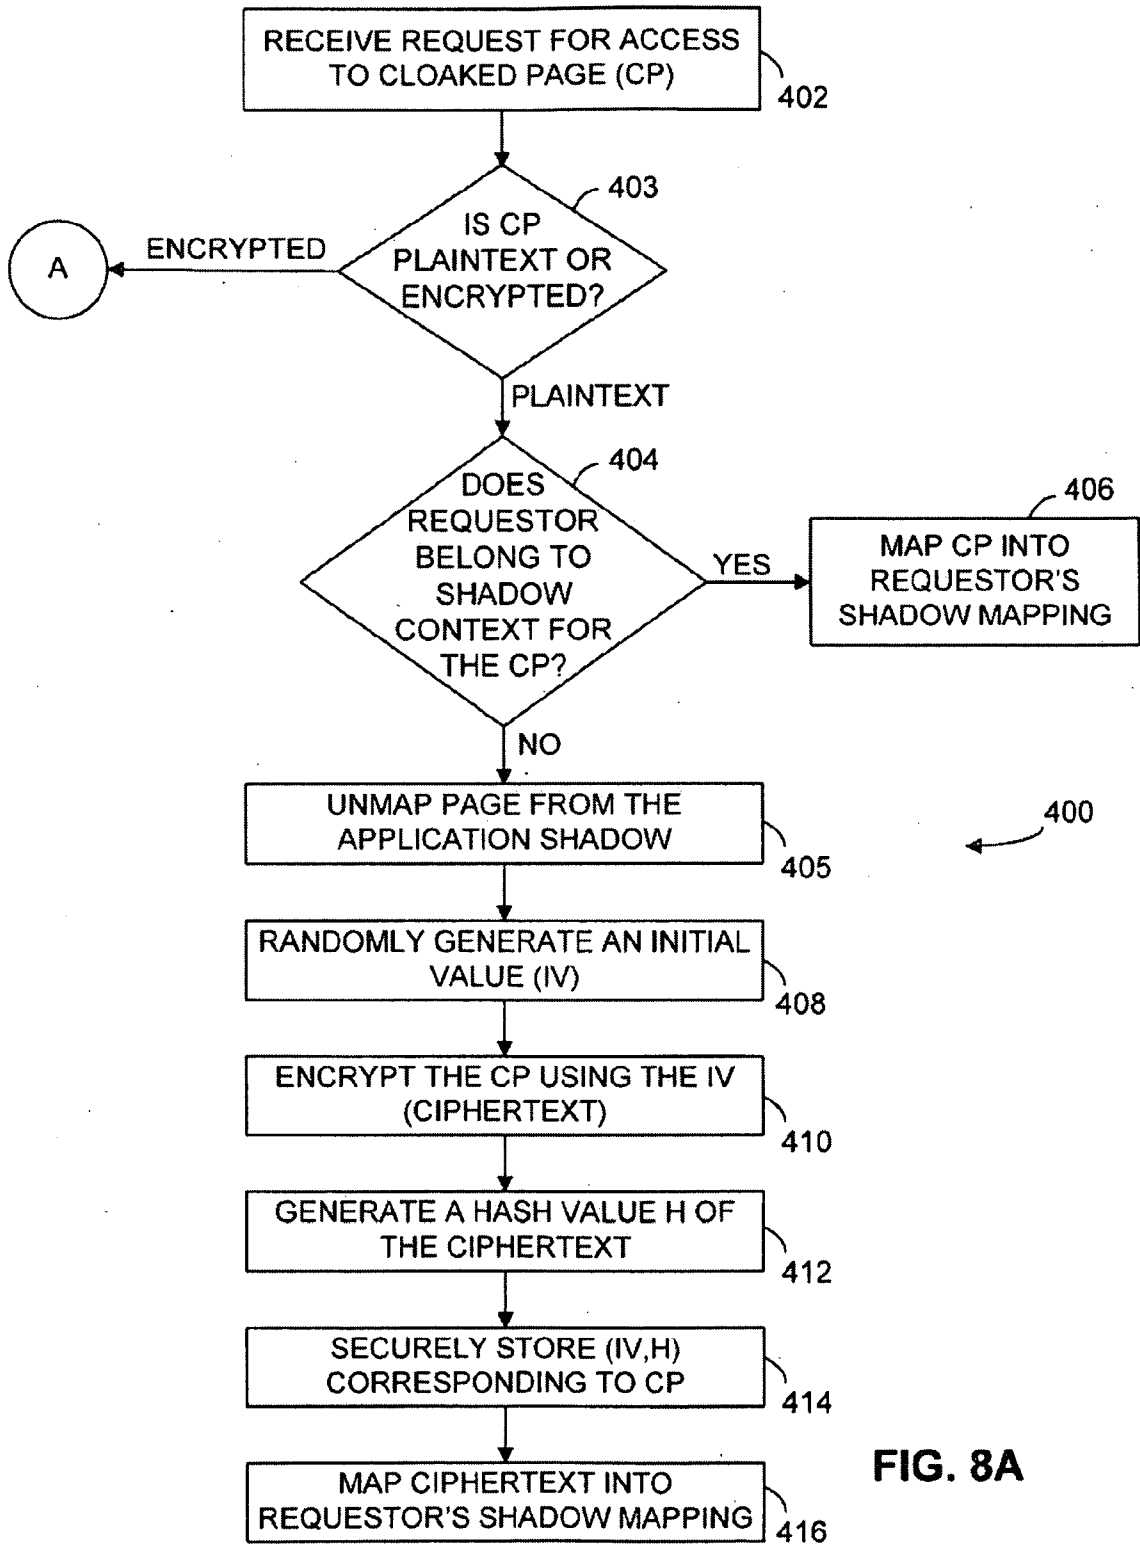 RECEIVE REQUEST FOR ACCESS
TO CLOAKED PAGE (CP)
402
403
IS CP
PLAINTEXT OR
ENCRYPTED?
ENCRYPTED
A
PLAINTEXT
404
DOES
REQUESTOR
BELONG TO
SHADOW
CONTEXT FOR
THE CP?
YES
406
MAP CP INTO
REQUESTOR'S
SHADOW MAPPING
NO
UNMAP PAGE FROM THE
APPLICATION SHADOW
405
400
RANDOMLY GENERATE AN INITIAL
VALUE (IV)
408
ENCRYPT THE CP USING THE IV
(CIPHERTEXT)
410
GENERATE A HASH VALUE H OF
THE CIPHERTEXT
412
SECURELY STORE (IV,H)
CORRESPONDING TO CP
414
MAP CIPHERTEXT INTO
REQUESTOR'S SHADOW MAPPING
416
FIG. 8A